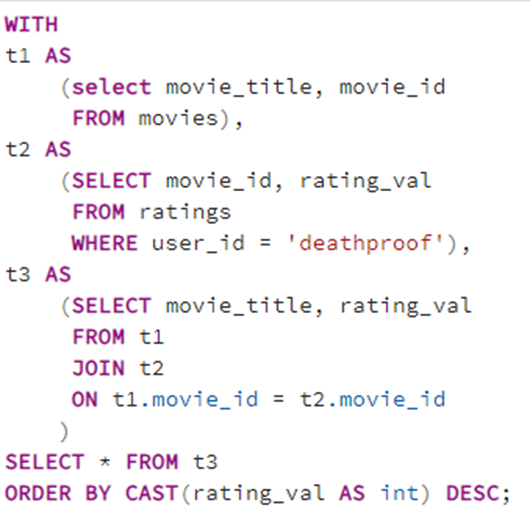 WITH
t1 AS
    (select movie_title, movie_id
     FROM movies),
t2 AS
    (SELECT movie_id, rating_val
     FROM ratings
     WHERE user_id = 'deathproof'),
t3 AS
    (SELECT movie_title, rating_val
     FROM t1
     JOIN t2
     ON t1.movie_id = t2.movie_id
    )
SELECT * FROM t3
ORDER BY CAST(rating_val AS int) DESC;